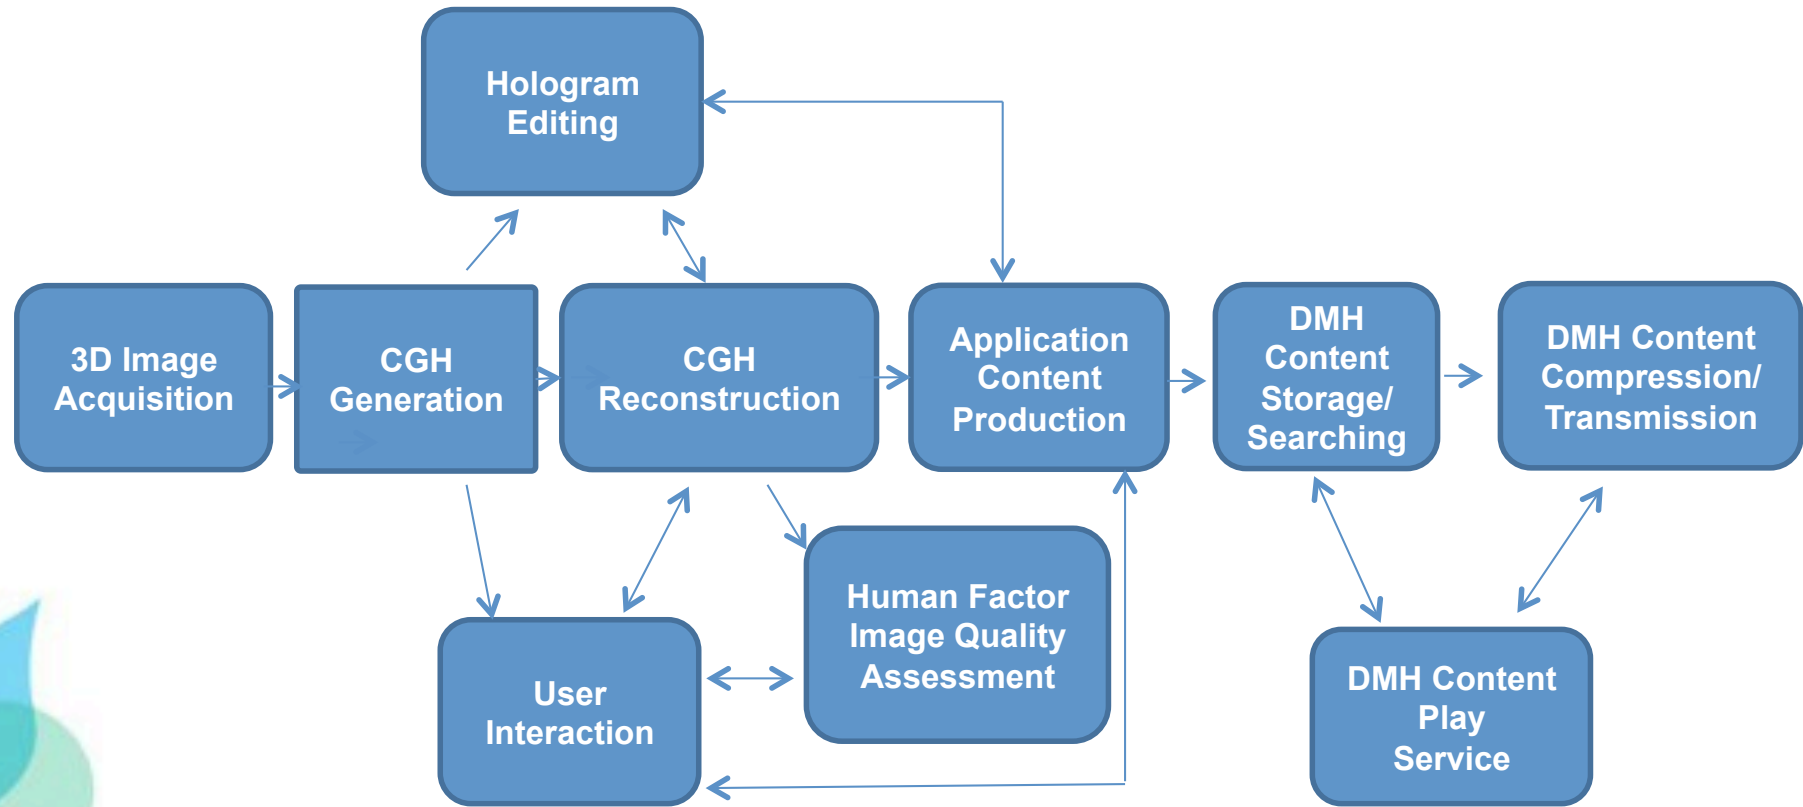 Hologram
Editing
3D Image
Acquisition
CGH
Generation
CGH
Reconstruction
Application
Content
Production
DMH
Content
Storage/
Searching
DMH Content
Compression/
Transmission
Human Factor
Image Quality
Assessment
User
Interaction
DMH Content
Play
Service